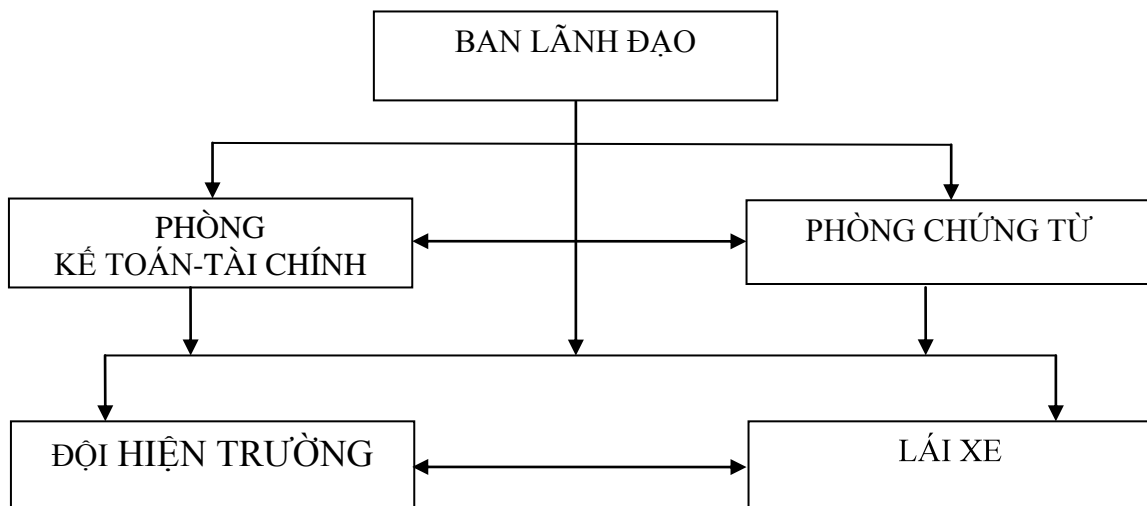 BAN LÃNH ĐẠO
PHÒNG
KẾ TOÁN-TÀI CHÍNH
PHÒNG CHỨNG TỪ
ĐỘI HIỆN TRƯỜNG
LÁI XE